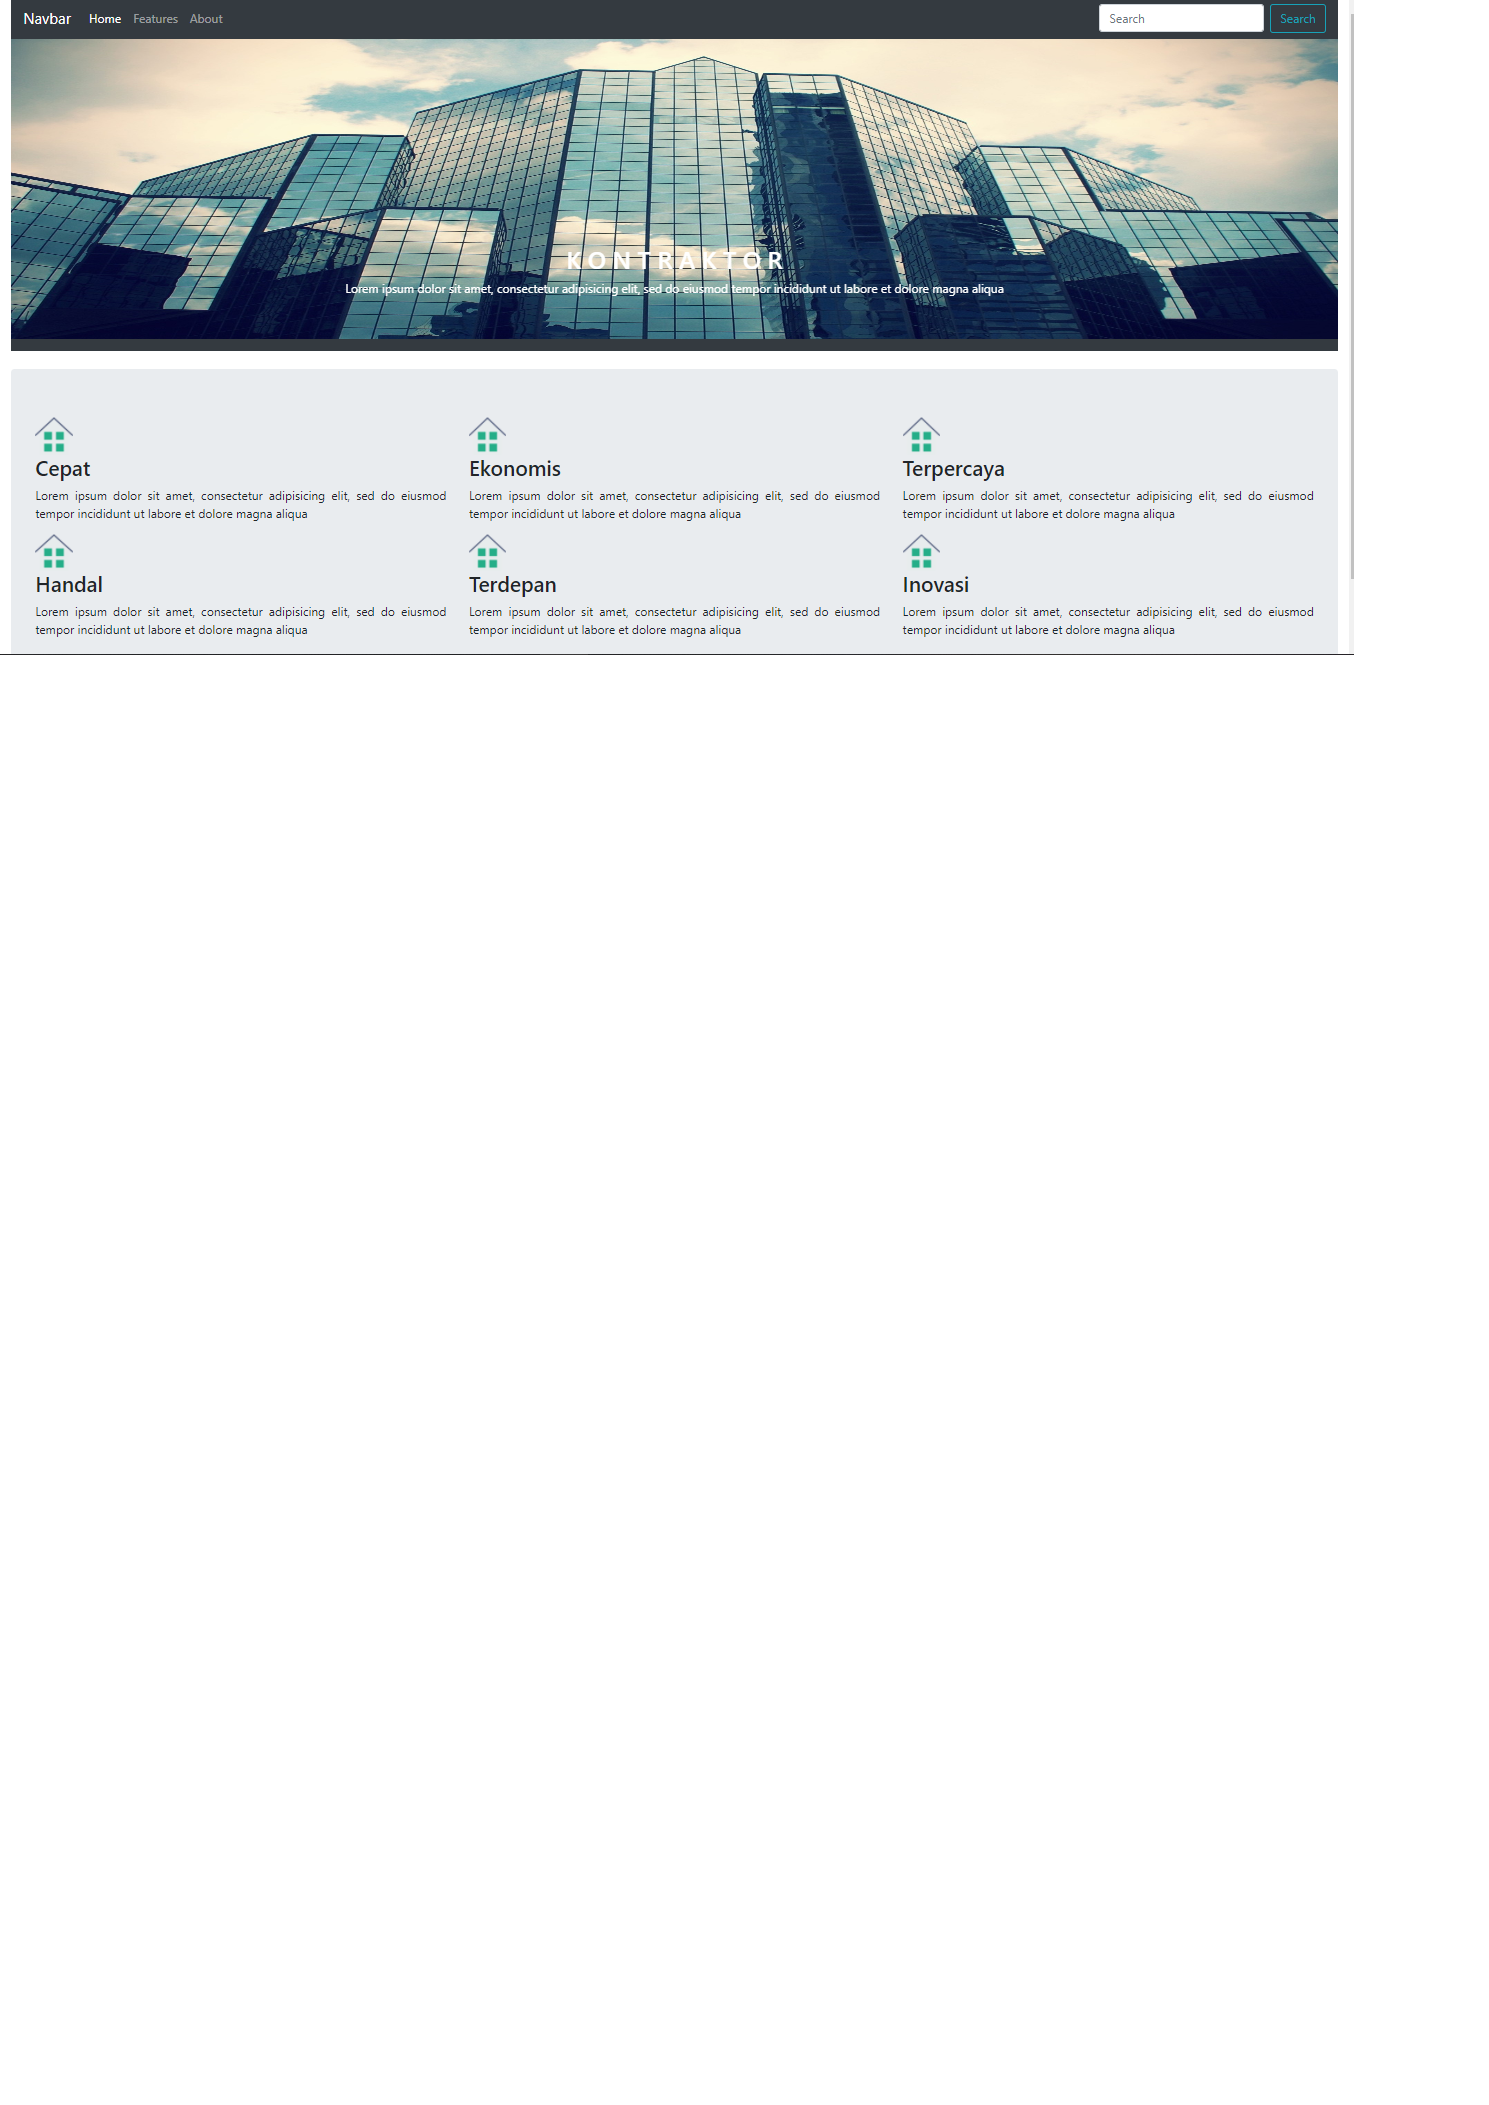 Navbar Home Features About Search Search
KONTRAKTOR
Lorem ipsum dolor sit amet, consectetur adipisicing elit, sed do eiusmod tempor incididunt ut labore et dolore magna aliqua
Cepat
Lorem ipsum dolor sit amet, consectetur adipisicing elit, sed do eiusmod
tempor incididunt ut labore et dolore magna aliqua
Ekonomis
Lorem ipsum dolor sit amet, consectetur adipisicing elit, sed do eiusmod
tempor incididunt ut labore et dolore magna aliqua
Terpercaya
Lorem ipsum dolor sit amet, consectetur adipisicing elit, sed do eiusmod
tempor incididunt ut labore et dolore magna aliqua
Handal
Lorem ipsum dolor sit amet, consectetur adipisicing elit, sed do eiusmod
tempor incididunt ut labore et dolore magna aliqua
Terdepan
Lorem ipsum dolor sit amet, consectetur adipisicing elit, sed do eiusmod
tempor incididunt ut labore et dolore magna aliqua
Inovasi
Lorem ipsum dolor sit amet, consectetur adipisicing elit, sed do eiusmod
tempor incididunt ut labore et dolore magna aliqua